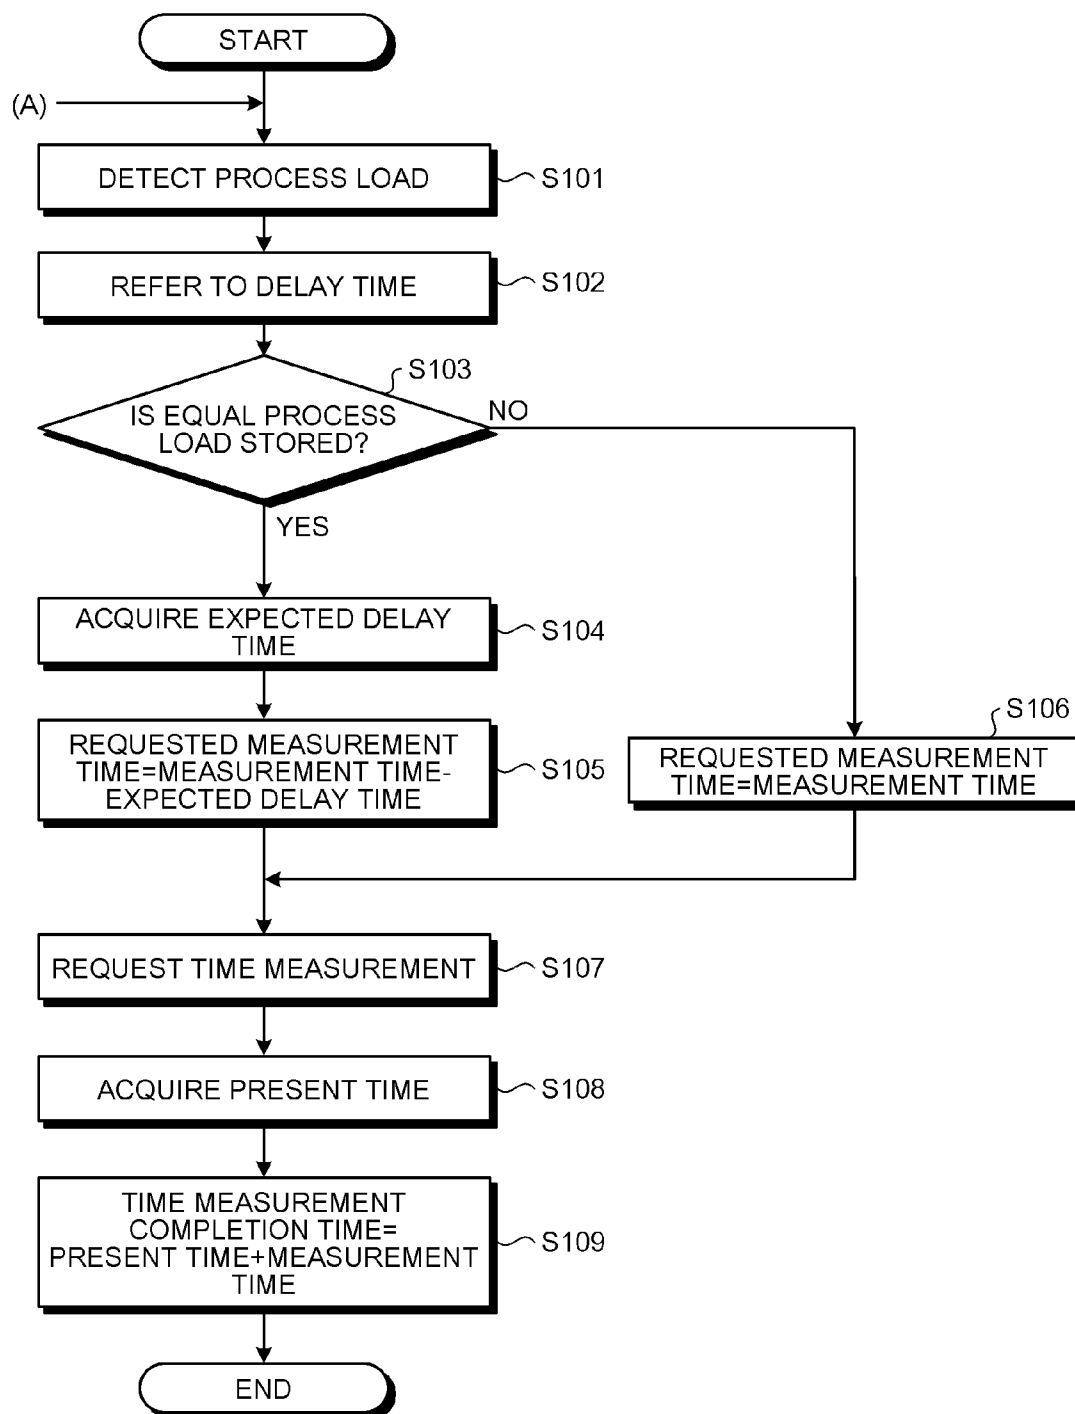 START
(A)
DETECT PROCESS LOAD
S101
REFER TO DELAY TIME
S102
S103
IS EQUAL PROCESS
LOAD STORED?
NO
YES
ACQUIRE EXPECTED DELAY
TIME
S104
S106
REQUESTED MEASUREMENT
TIME=MEASUREMENT TIME-
EXPECTED DELAY TIME
S105
REQUESTED MEASUREMENT
TIME=MEASUREMENT TIME
REQUEST TIME MEASUREMENT
S107
ACQUIRE PRESENT TIME
S108
TIME MEASUREMENT
COMPLETION TIME=
PRESENT TIME+MEASUREMENT
TIME
S109
END